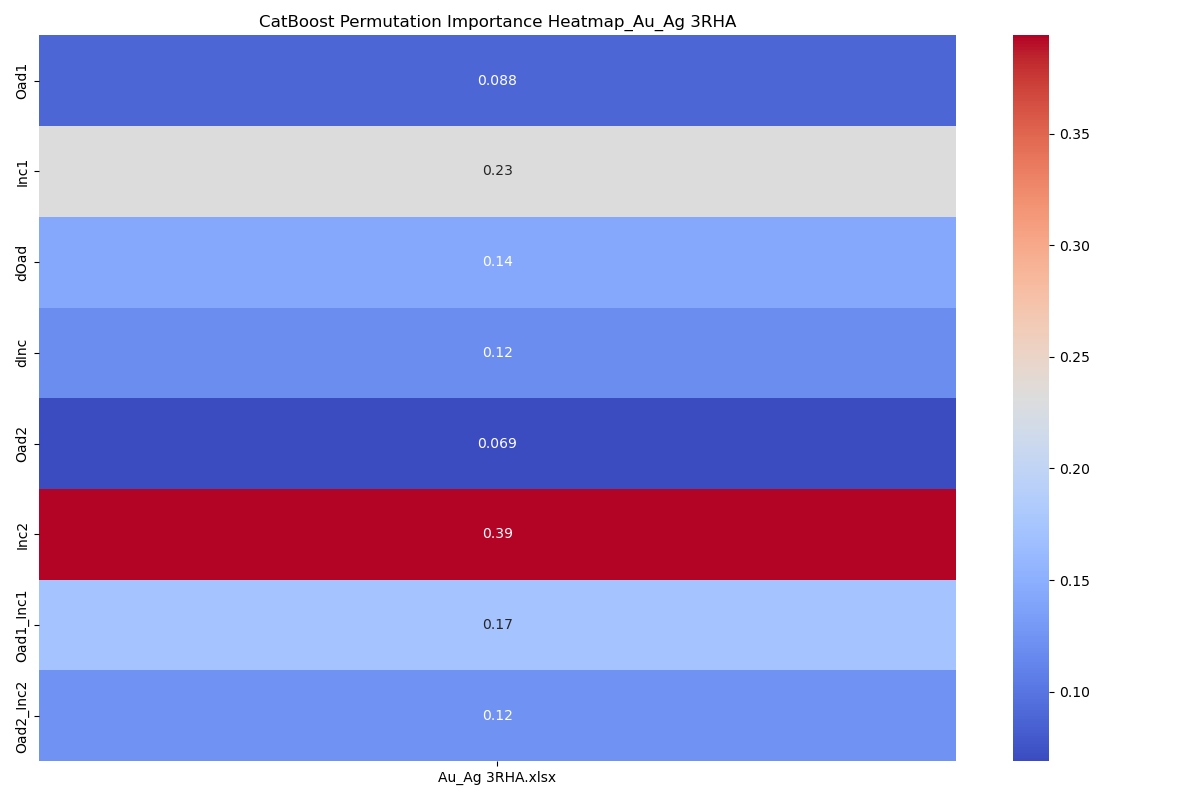 CatBoost Permutation Importance Heatmap_Au_Ag 3RHA
Oad1
0.088
Inc1
0.23
dOad
0.14
dInc
0.12
Oad2
0.069
Inc2
0.39
Oad1_Inc1
0.17
Oad2_Inc2
0.12
Au_Ag 3RHA.xlsx
0.35
0.30
0.25
0.20
0.15
0.10